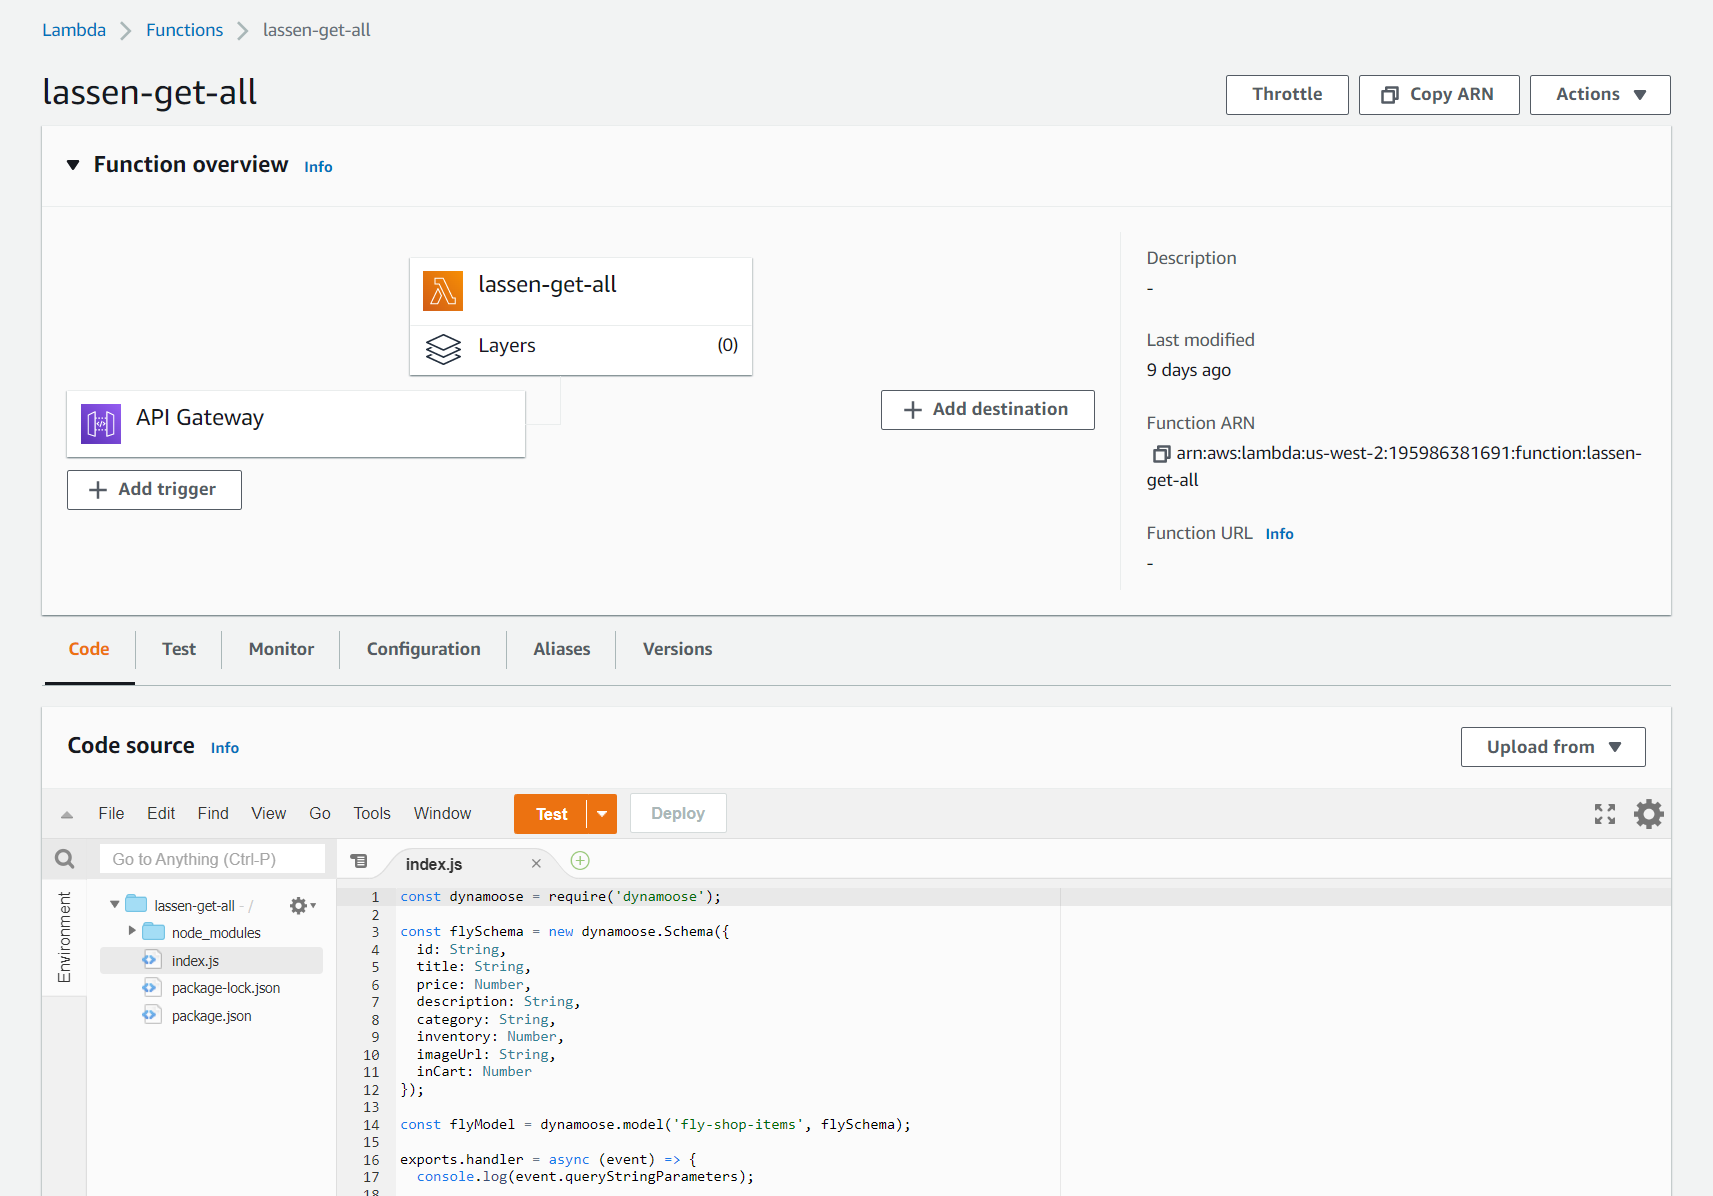 Lambda > Functions > lassen-get-all
lassen-get-all
Throttle
Copy ARN
Actions
Function overview Info
lassen-get-all
Layers (0)
API Gateway
+ Add trigger
+ Add destination
Description
-
Last modified
9 days ago
Function ARN
arn:aws:lambda:us-west-2:195986381691:function:lassen-
get-all
Function URL Info
-
Code
Test
Monitor
Configuration
Aliases
Versions
Code source Info
Upload from
File Edit Find View Go Tools Window
Test
Deploy
Go to Anything (Ctrl-P)
index.js
Environment
lassen-get-all - /
node_modules
index.js
package-lock.json
package.json
1 const dynamoose = require('dynamoose');
2
3 const flySchema = new dynamoose.Schema({
4   id: String,
5   title: String,
6   price: Number,
7   description: String,
8   category: String,
9   inventory: Number,
10   imageUrl: String,
11   inCart: Number
12 });
13
14 const flyModel = dynamoose.model('fly-shop-items', flySchema);
15
16 exports.handler = async (event) => {
17   console.log(event.queryStringParameters);
18